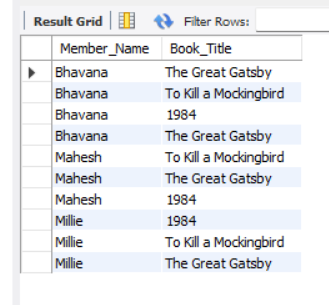 Result Grid Filter Rows:
Member_Name Book_Title
Bhavana The Great Gatsby
Bhavana To Kill a Mockingbird
Bhavana 1984
Bhavana The Great Gatsby
Mahesh To Kill a Mockingbird
Mahesh The Great Gatsby
Mahesh 1984
Millie 1984
Millie To Kill a Mockingbird
Millie The Great Gatsby